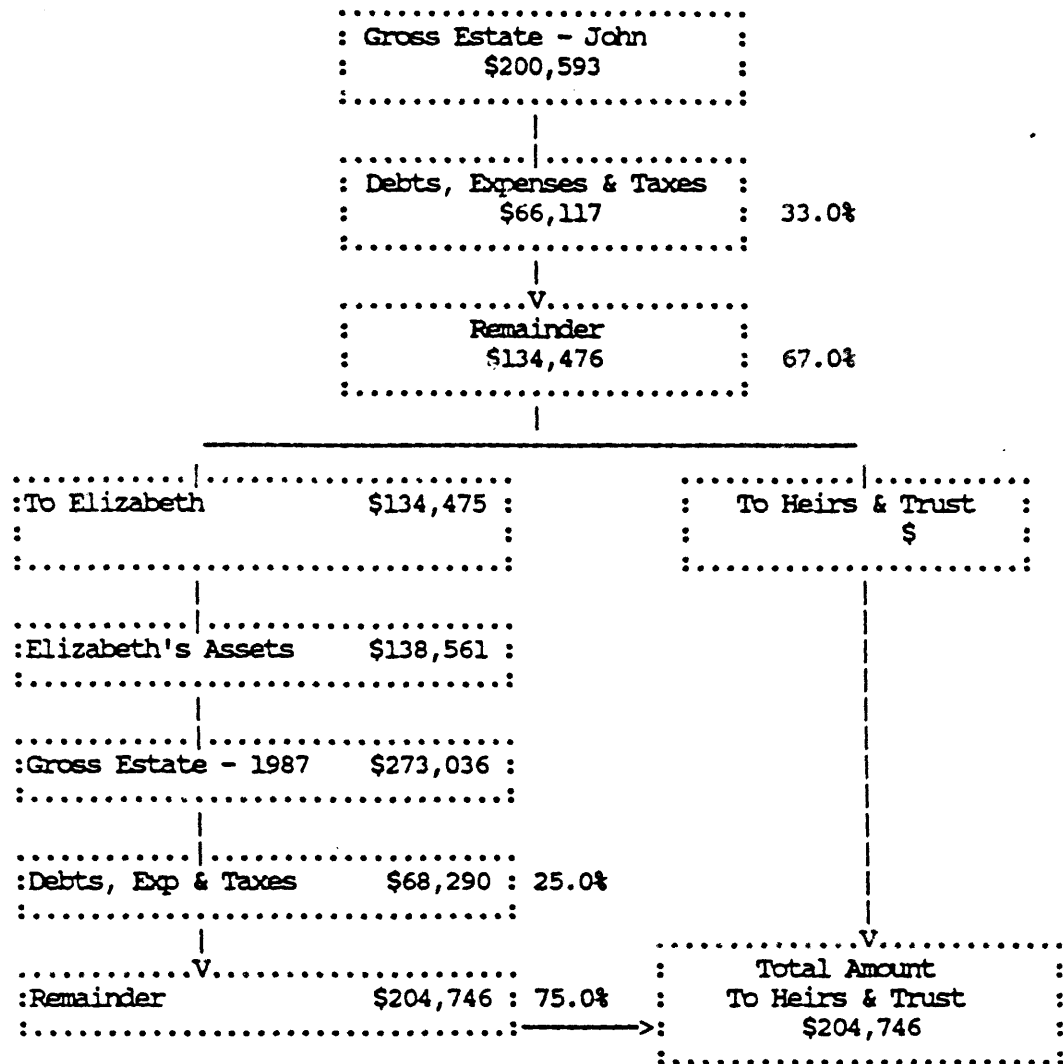 Gross Estate - John
$200,593
Debts, Expenses & Taxes
$66,117 33.0%
Remainder
$134,476 67.0%
To Elizabeth $134,475
To Heirs & Trust
$
Elizabeth's Assets $138,561
Gross Estate - 1987 $273,036
Debts, Exp & Taxes $68,290 25.0%
Remainder $204,746 75.0%
Total Amount
To Heirs & Trust
$204,746